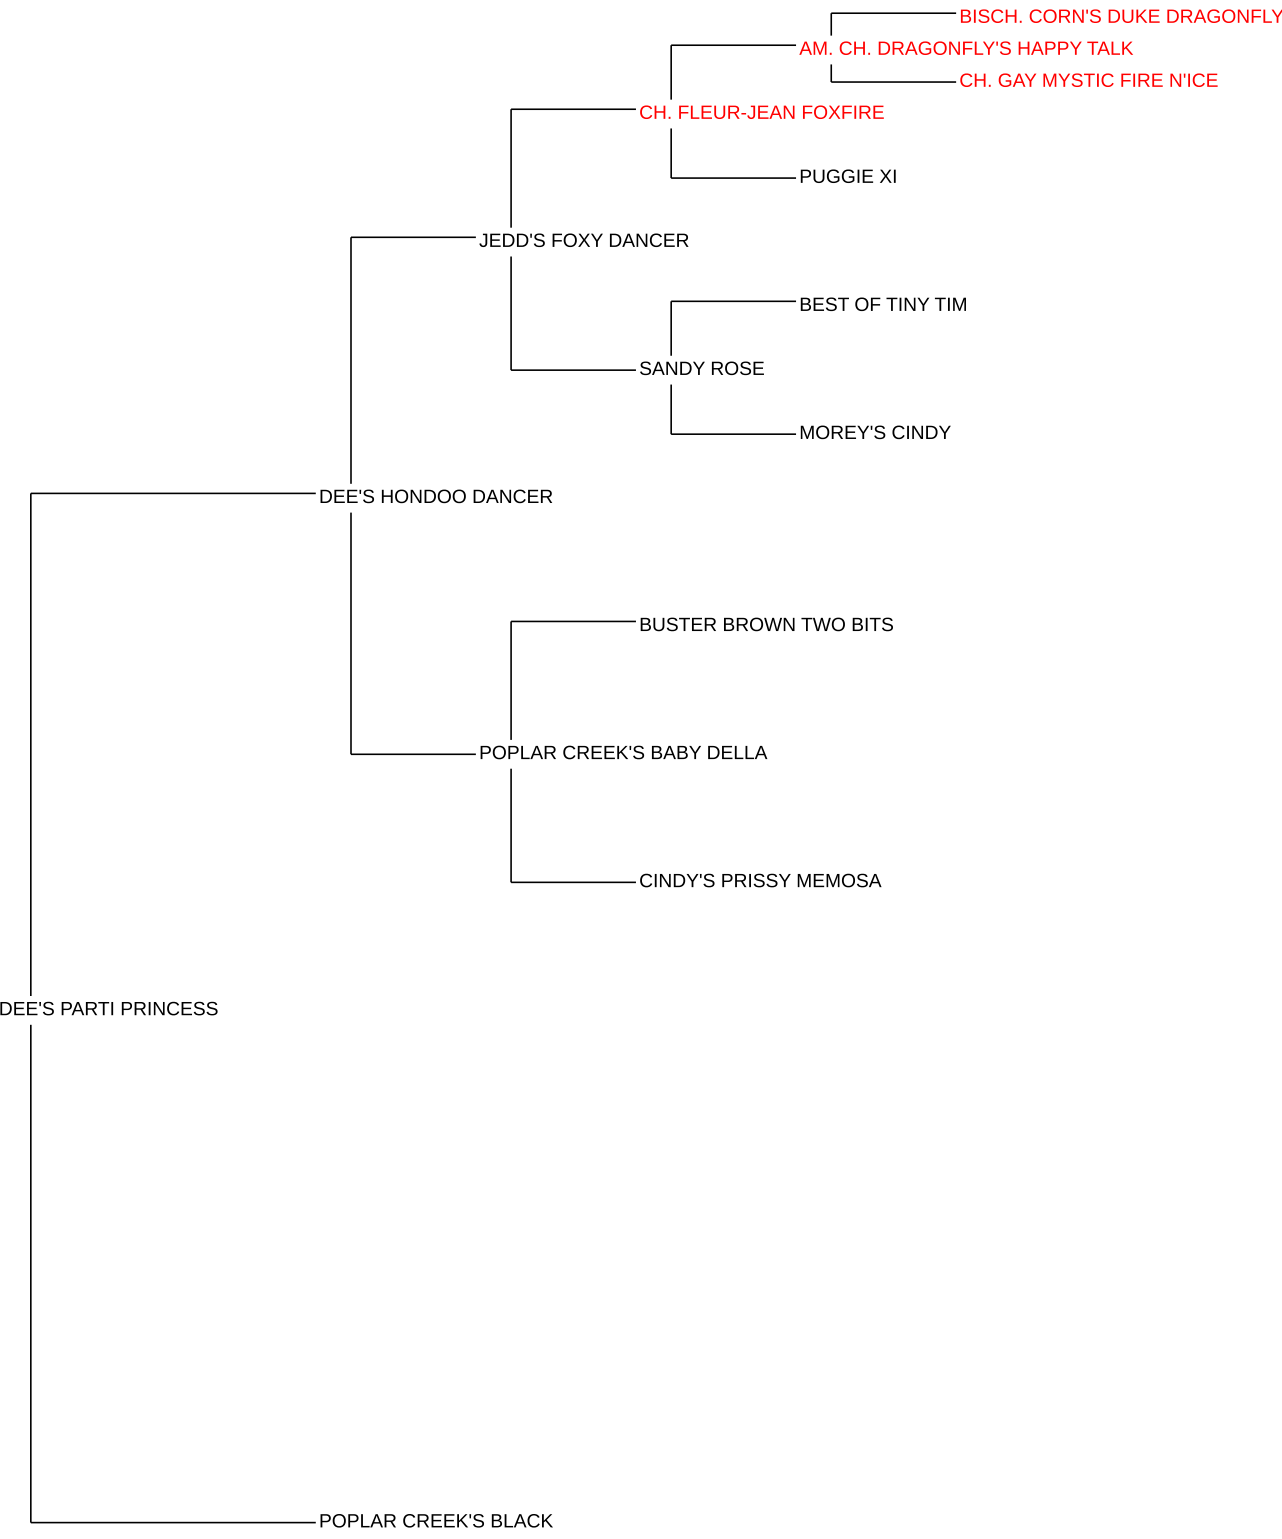 BISCH. CORN'S DUKE DRAGONFLY
AM. CH. DRAGONFLY'S HAPPY TALK
CH. GAY MYSTIC FIRE N'ICE
CH. FLEUR-JEAN FOXFIRE
PUGGIE XI
JEDD'S FOXY DANCER
BEST OF TINY TIM
SANDY ROSE
MOREY'S CINDY
DEE'S HONDOO DANCER
BUSTER BROWN TWO BITS
POPLAR CREEK'S BABY DELLA
CINDY'S PRISSY MEMOSA
DEE'S PARTI PRINCESS
POPLAR CREEK'S BLACK